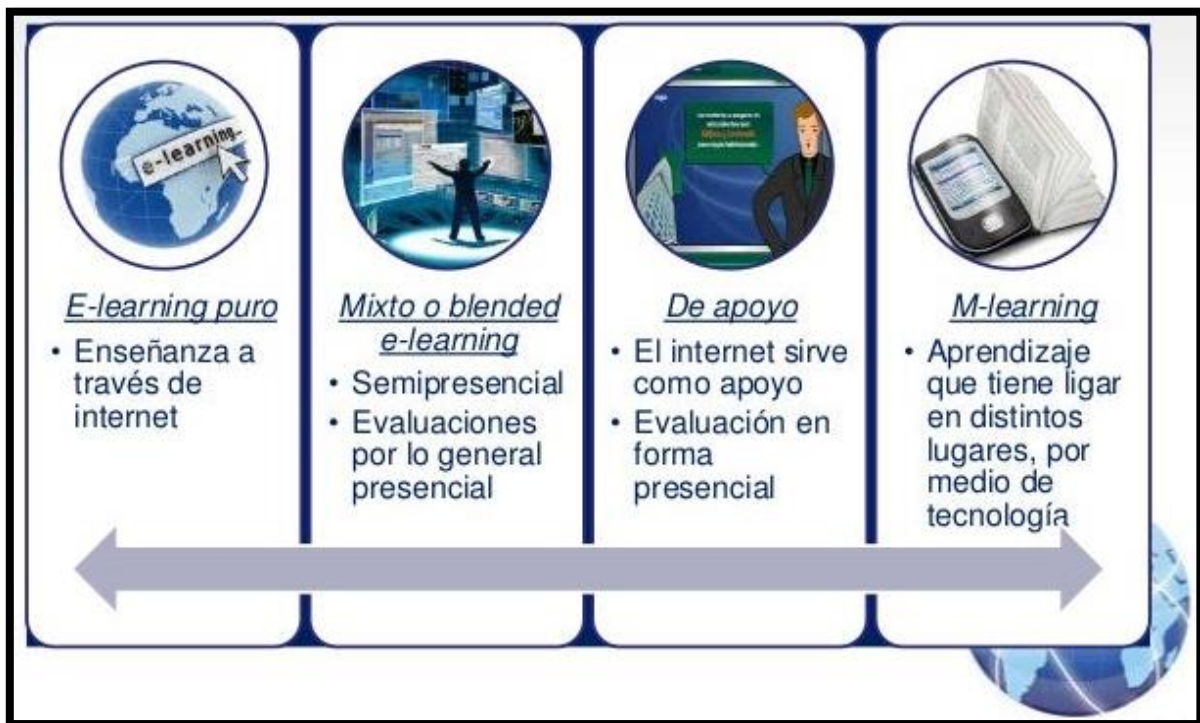 e-learning
E-learning puro
• Enseñanza a
través de
internet
Mixto o blended
e-learning
• Semipresencial
• Evaluaciones
por lo general
presencial
De apoyo
• El internet sirve
como apoyo
• Evaluación en
forma
presencial
M-learning
• Aprendizaje
que tiene ligar
en distintos
lugares, por
medio de
tecnología